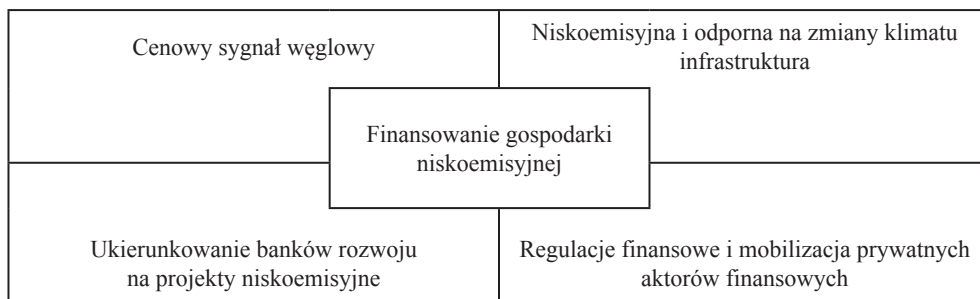 Cenowy sygnał węglowy
Niskoemisyjna i odporna na zmiany klimatu
infrastruktura
Finansowanie gospodarki
niskoemisyjnej
Ukierunkowanie banków rozwoju
na projekty niskoemisyjne
Regulacje finansowe i mobilizacja prywatnych
aktorów finansowych